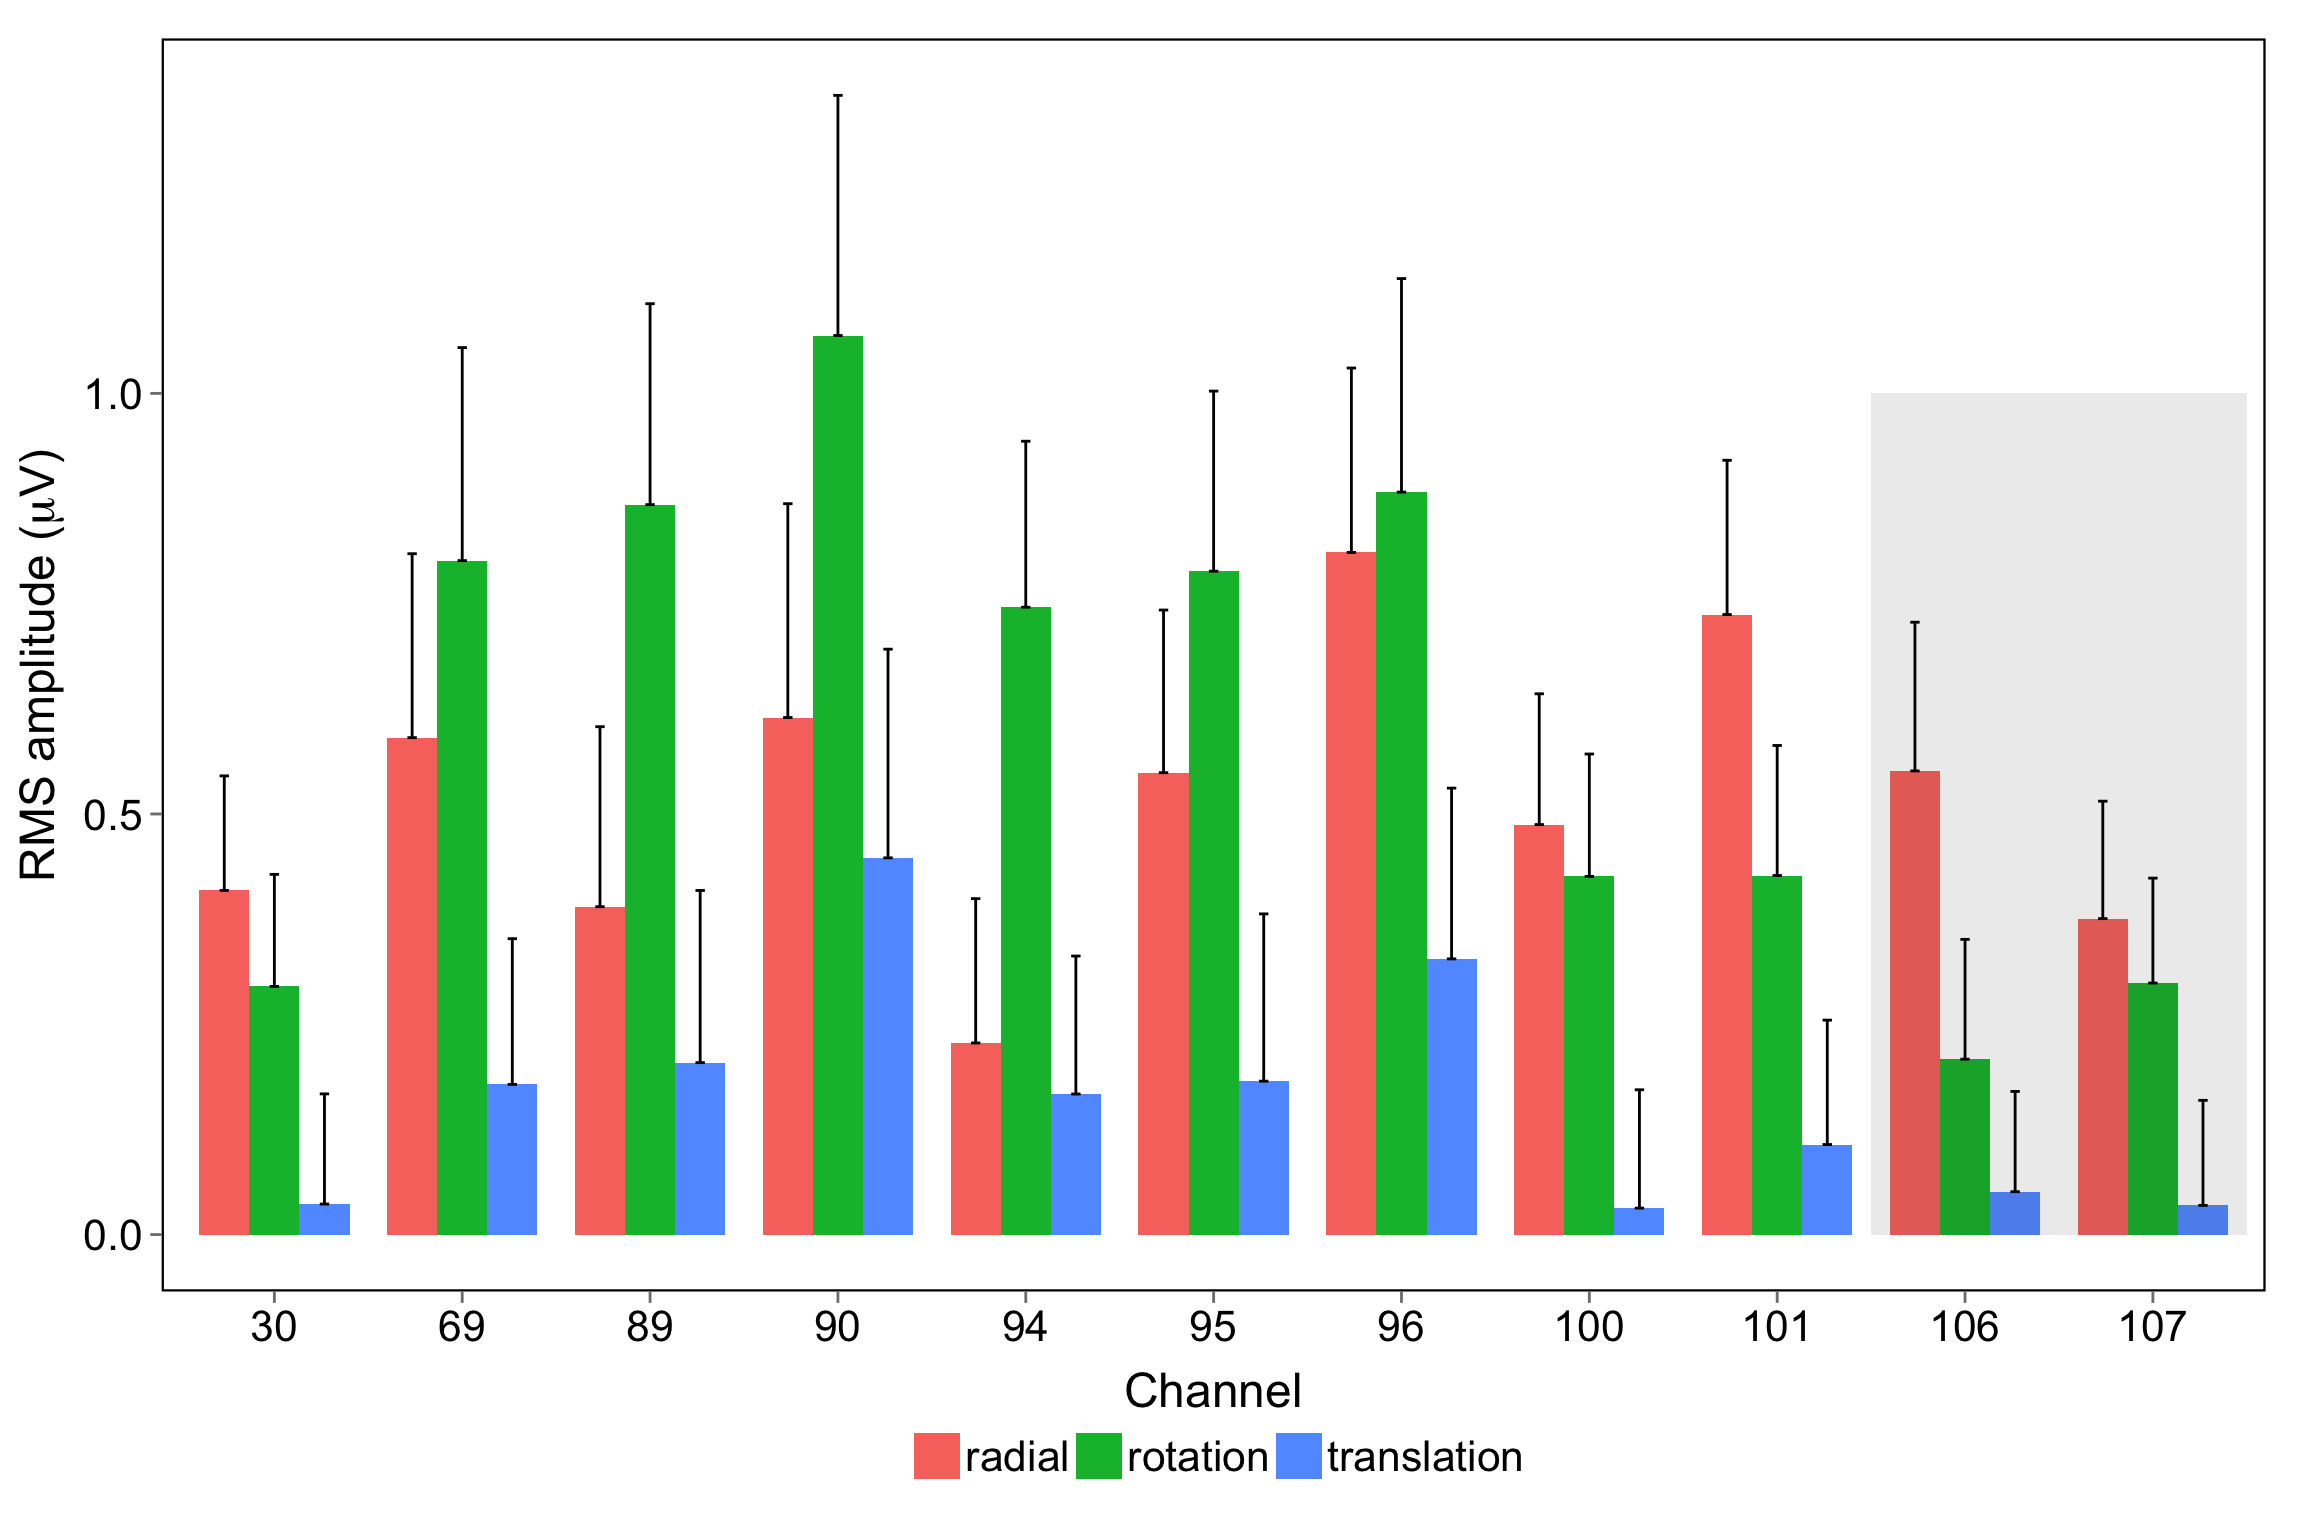 RMS amplitude (μV)
1.0
0.5
0.0
30 69 89 90 94 95 96 100 101 106 107
Channel
radial rotation translation